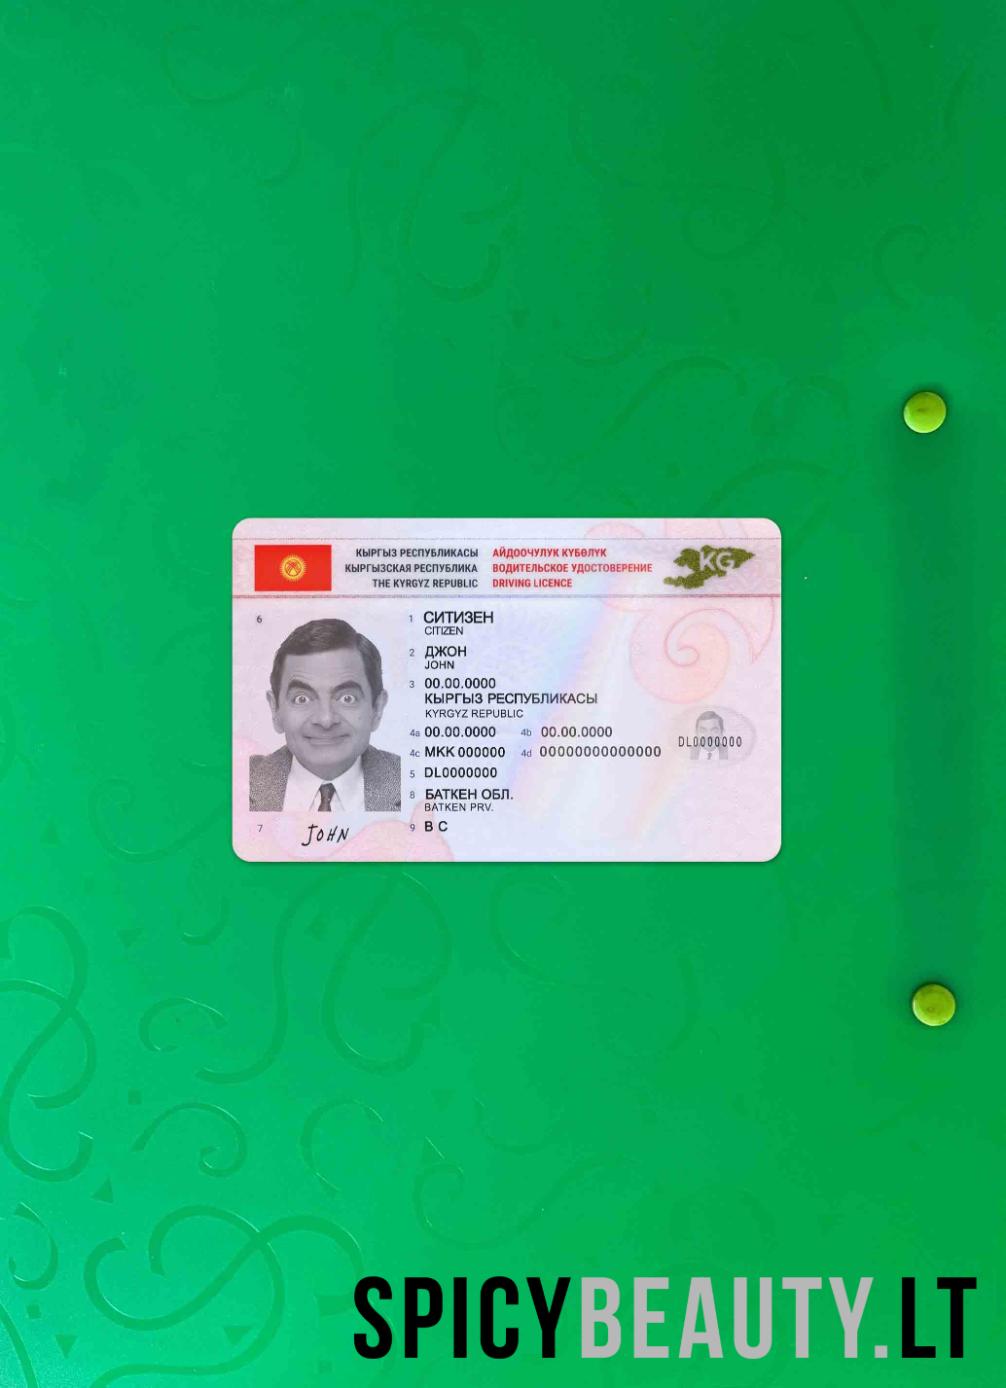 КЫРГЫЗ РЕСПУБЛИКАСЫ АЙДООЧУЛУК КҮБӨЛҮК
КЫРГЫЗСКАЯ РЕСПУБЛИКА ВОДИТЕЛЬСКОЕ УДОСТОВЕРЕНИЕ
THE KYRGYZ REPUBLIC DRIVING LICENCE
KG
6
1 СИТИЗЕН
CITIZEN
2 ДЖОН
JOHN
3 00.00.0000
КЫРГЫЗ РЕСПУБЛИКАСЫ
KYRGYZ REPUBLIC
4a 00.00.0000 4b 00.00.0000
4c MKK 000000 4d 00000000000000
DL0000000
5 DL0000000
8 БАТКЕН ОБЛ.
BATKEN PRV.
7 JOHN
9 B C
SPICYBEAUTY.LT